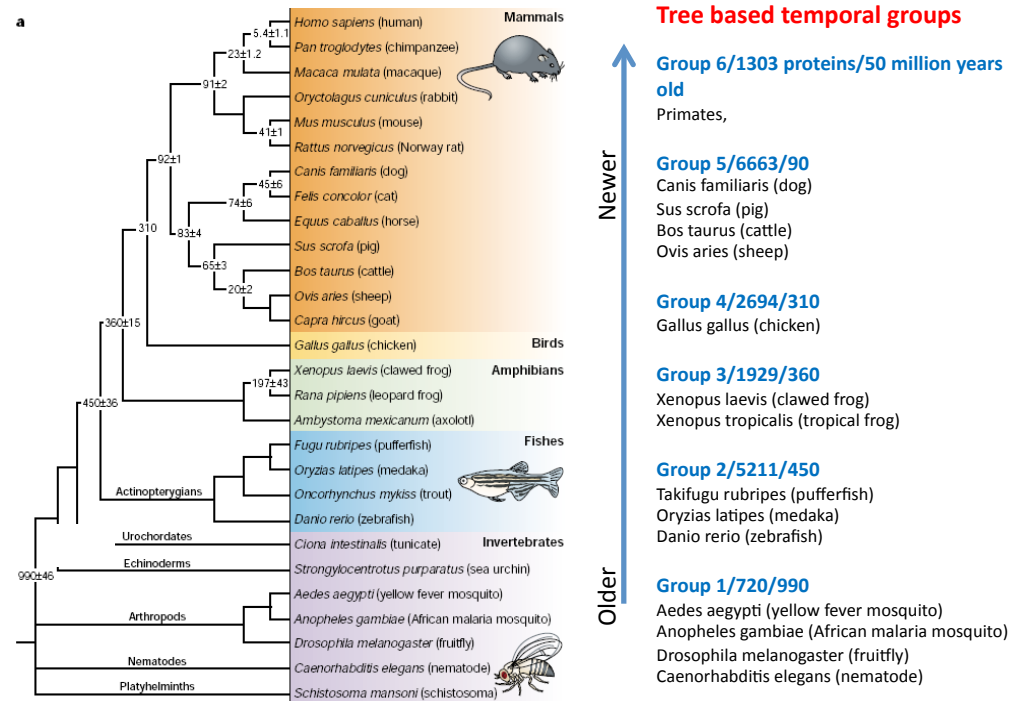 a
Homo sapiens (human)
Mammals
5.4±1.1
Pan troglodytes (chimpanzee)
23±1.2
Macaca mulata (macaque)
91±2
Oryctolagus cuniculus (rabbit)
Mus musculus (mouse)
41±1
Rattus norvegicus (Norway rat)
92±1
Canis familiaris (dog)
45±6
Felis concolor (cat)
74±6
Equus caballus (horse)
310
83±4
Sus scrofa (pig)
65±3
Bos taurus (cattle)
20±2
Ovis aries (sheep)
360±15
Capra hircus (goat)
Gallus gallus (chicken)
Birds
Xenopus laevis (clawed frog)
Amphibians
197±43
Rana pipiens (leopard frog)
450±36
Ambystoma mexicanum (axolotl)
Fugu rubripes (pufferfish)
Fishes
Oryzias latipes (medaka)
Actinopterygians
Oncorhynchus mykiss (trout)
Danio rerio (zebrafish)
Urochordates
Ciona intestinalis (tunicate)
Invertebrates
Echinoderms
Strongylocentrotus purparatus (sea urchin)
990±46
Aedes aegypti (yellow fever mosquito)
Arthropods
Anopheles gambiae (African malaria mosquito)
Drosophila melanogaster (fruitfly)
Nematodes
Caenorhabditis elegans (nematode)
Platyhelminths
Schistosoma mansoni (schistosoma)
Newer
Older
Tree based temporal groups
Group 6/1303 proteins/50 million years
old
Primates,
Group 5/6663/90
Canis familiaris (dog)
Sus scrofa (pig)
Bos taurus (cattle)
Ovis aries (sheep)
Group 4/2694/310
Gallus gallus (chicken)
Group 3/1929/360
Xenopus laevis (clawed frog)
Xenopus tropicalis (tropical frog)
Group 2/5211/450
Takifugu rubripes (pufferfish)
Oryzias latipes (medaka)
Danio rerio (zebrafish)
Group 1/720/990
Aedes aegypti (yellow fever mosquito)
Anopheles gambiae (African malaria mosquito)
Drosophila melanogaster (fruitfly)
Caenorhabditis elegans (nematode)